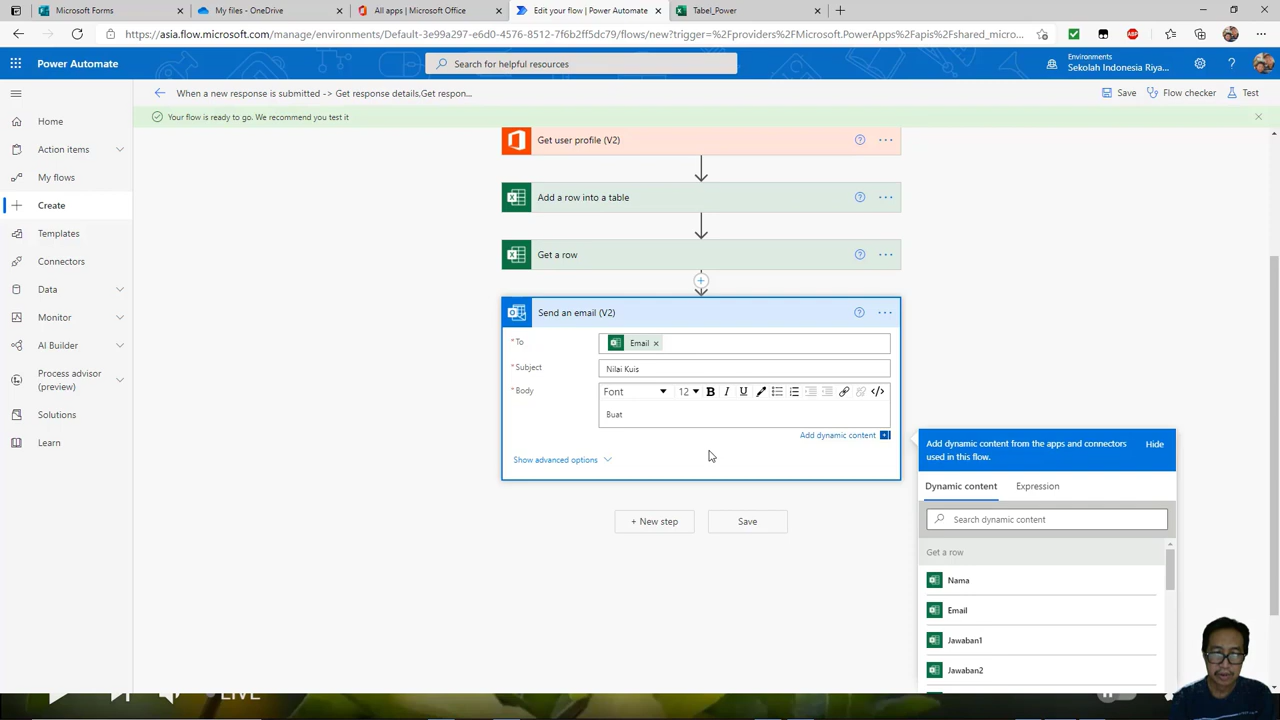 Microsoft Forms
My files - OneDrive
All apps | Microsoft Office
Edit your flow | Power Automate
Tabel_Power
https://asia.flow.microsoft.com/manage/environments/Default-3e99a297-e6d0-4576-8512-7f6b2ff5dc79/flows/new?trigger=%2Fproviders%2FMicrosoft.PowerApps%2Fapis%2Fshared_micro...
ABP
Power Automate
Search for helpful resources
Environments
Sekolah Indonesia Riya...
When a new response is submitted -> Get response details,Get respon...
Save
Flow checker
Test
Your flow is ready to go. We recommend you test it
Home
Action items
My flows
Create
Templates
Connectors
Data
Monitor
AI Builder
Process advisor
(preview)
Solutions
Learn
Get user profile (V2)
Add a row into a table
Get a row
Send an email (V2)
* To
Email
* Subject
Nilai Kuis
* Body
Font
12
B
I
U
</>
Buat
Add dynamic content
Show advanced options
+ New step
Save
Add dynamic content from the apps and connectors
used in this flow.
Hide
Dynamic content
Expression
Search dynamic content
Get a row
Nama
Email
Jawaban1
Jawaban2
LIVE